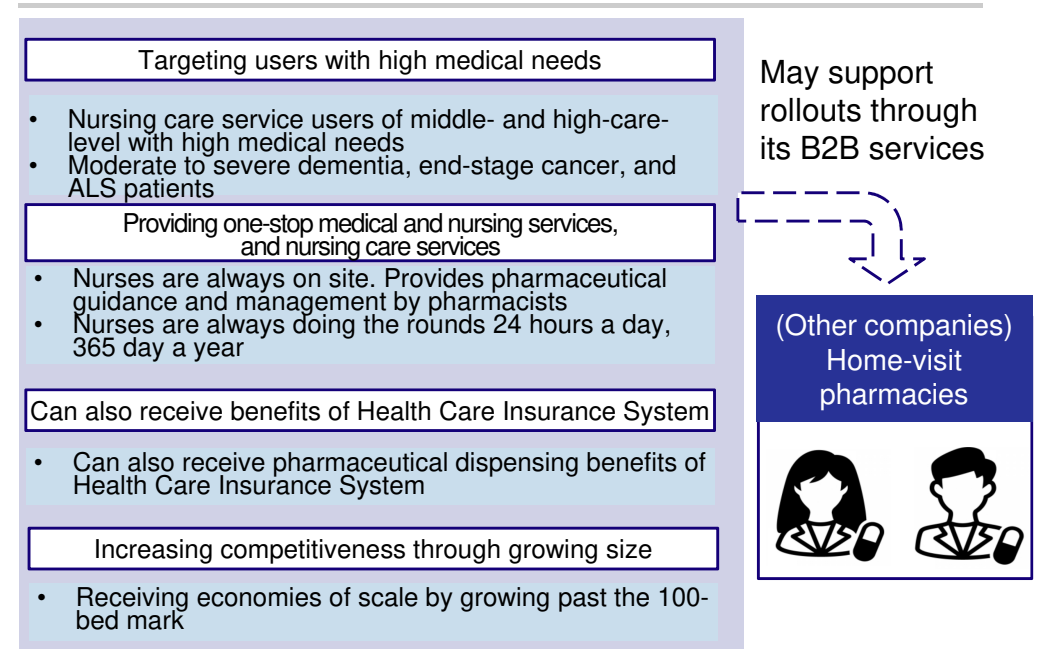 Targeting users with high medical needs
• Nursing care service users of middle- and high-care-
level with high medical needs
• Moderate to severe dementia, end-stage cancer, and
ALS patients
Providing one-stop medical and nursing services,
and nursing care services
• Nurses are always on site. Provides pharmaceutical
guidance and management by pharmacists
• Nurses are always doing the rounds 24 hours a day,
365 day a year
Can also receive benefits of Health Care Insurance System
• Can also receive pharmaceutical dispensing benefits of
Health Care Insurance System
Increasing competitiveness through growing size
• Receiving economies of scale by growing past the 100-
bed mark
May support
rollouts through
its B2B services
(Other companies)
Home-visit
pharmacies